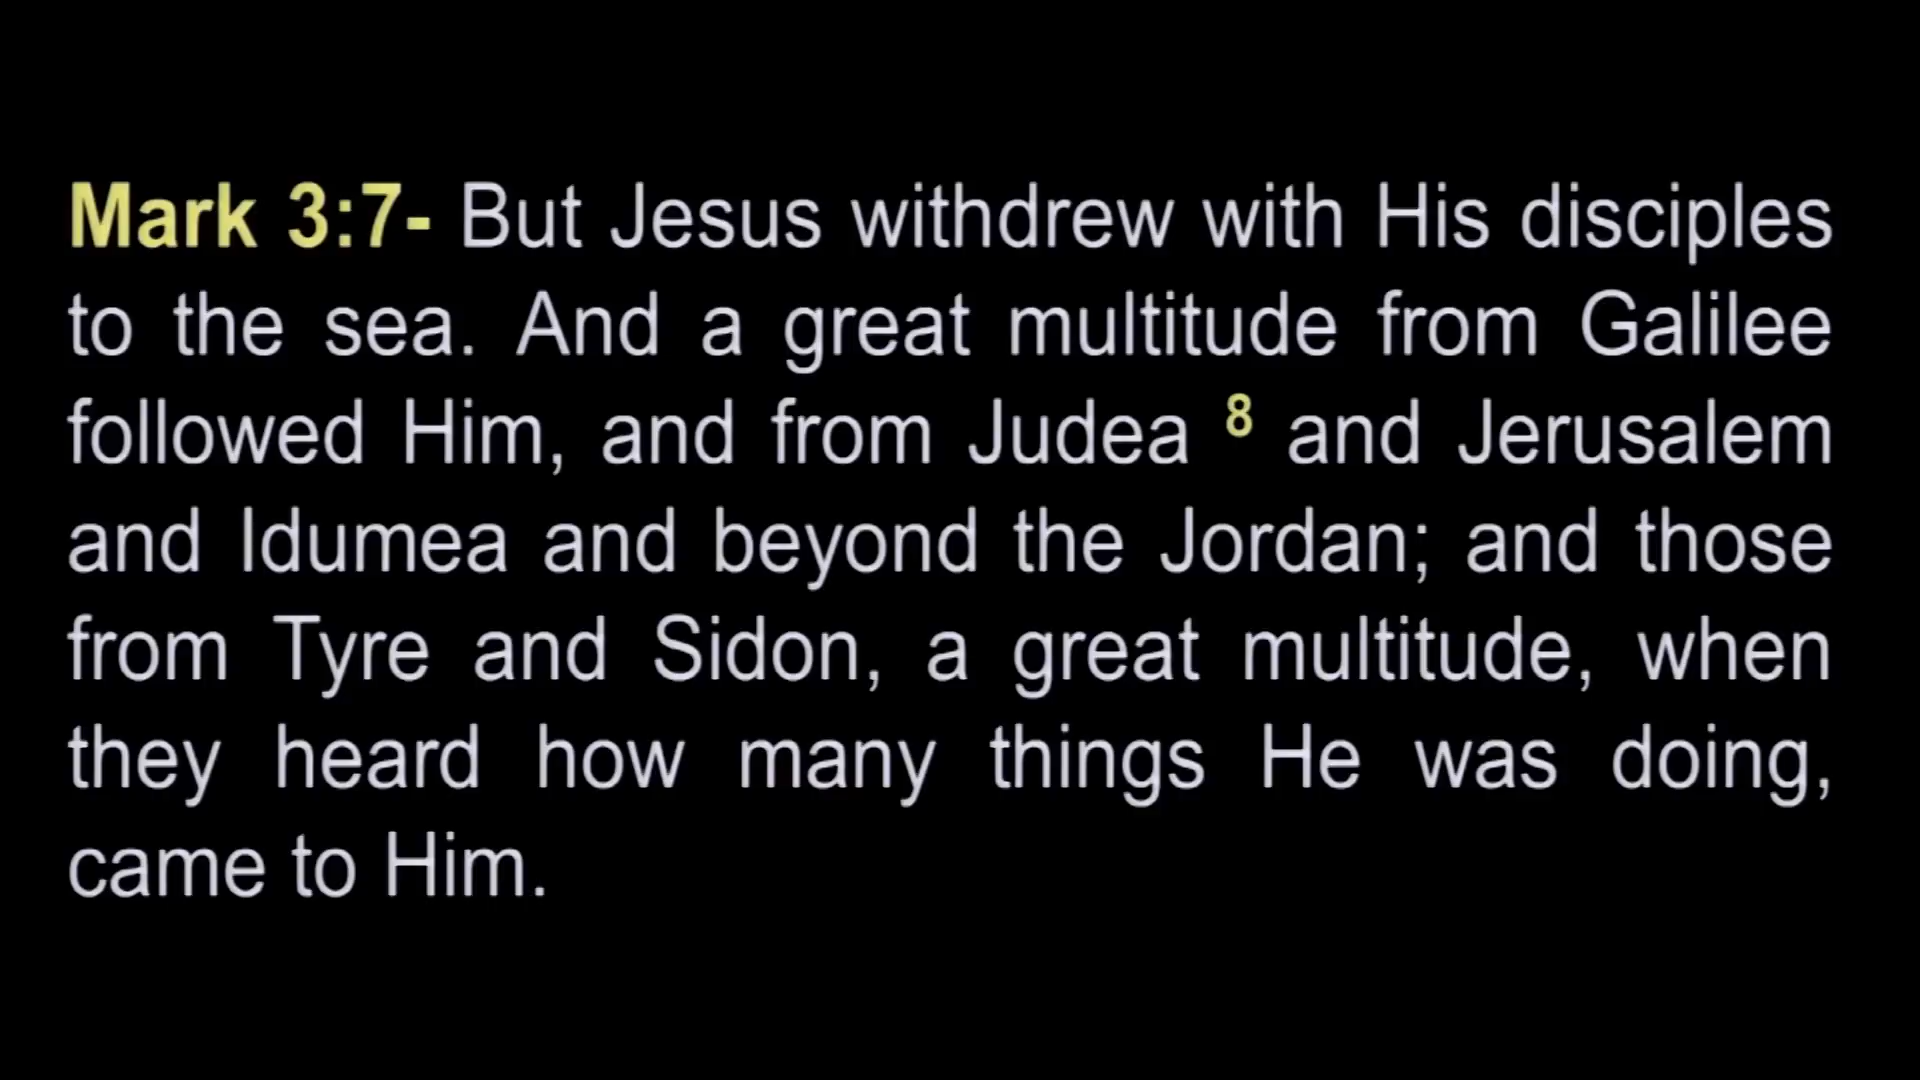 Mark 3:7- But Jesus withdrew with His disciples
to the sea. And a great multitude from Galilee
followed Him, and from Judea 8 and Jerusalem
and Idumea and beyond the Jordan; and those
from Tyre and Sidon, a great multitude, when
they heard how many things He was doing,
came to Him.